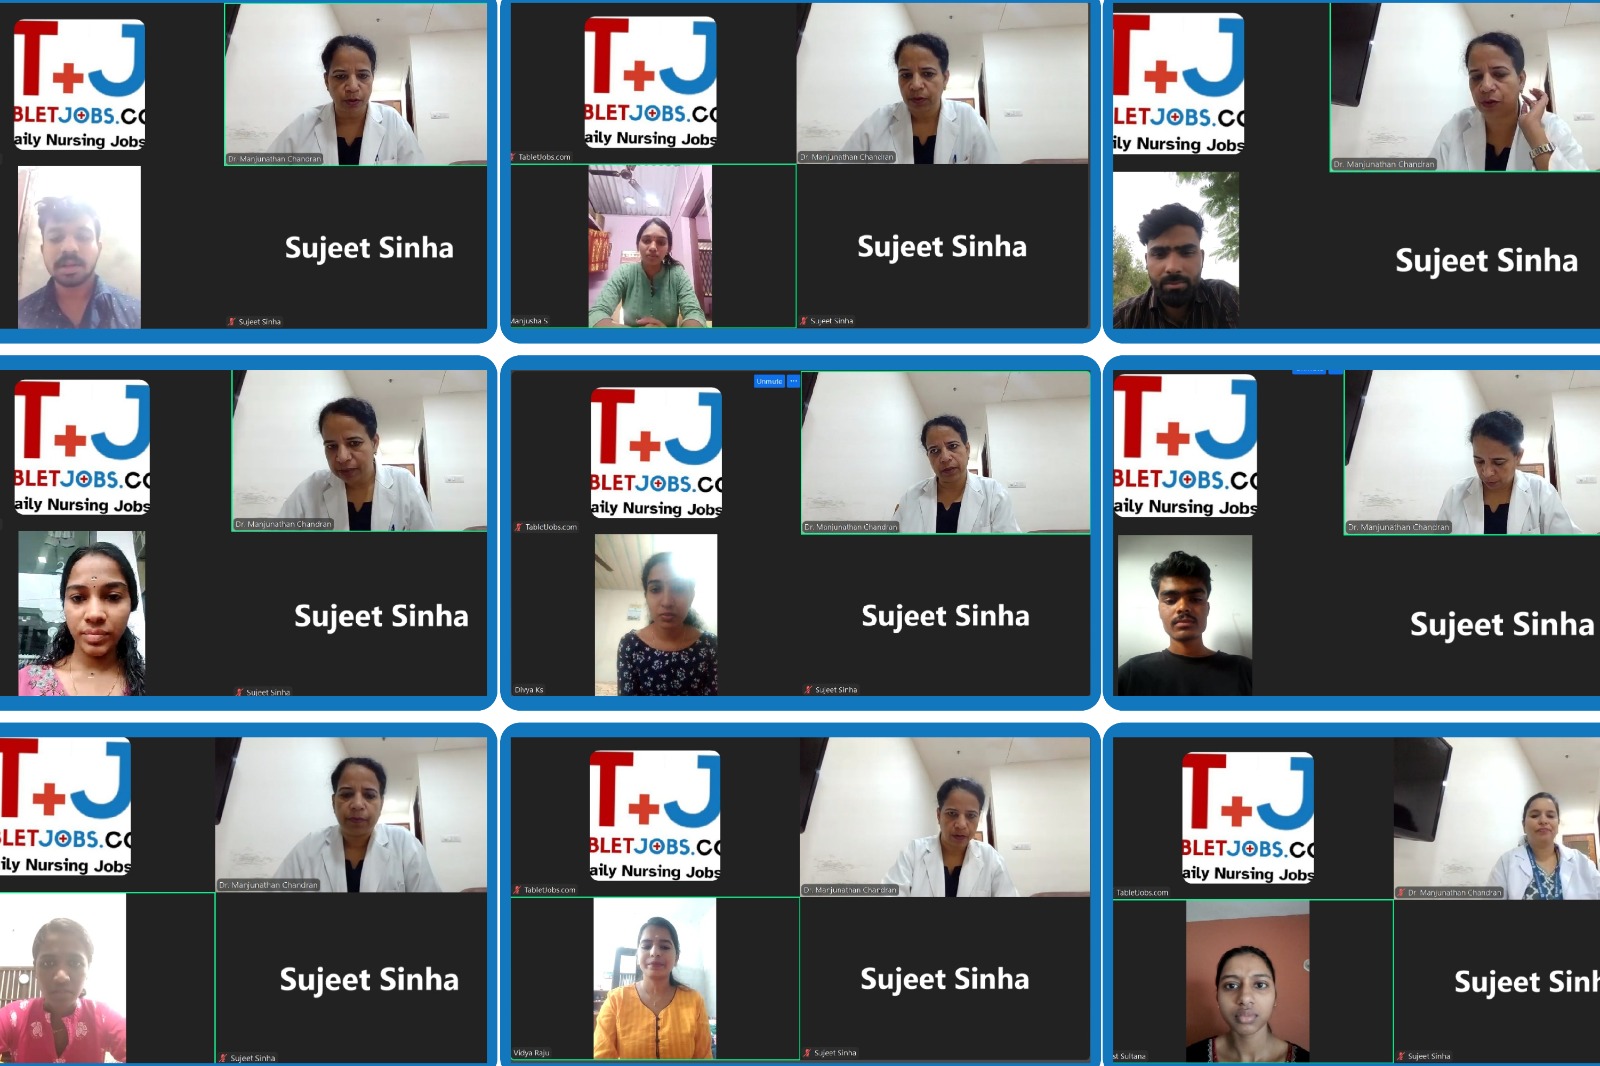 T+J
BLETJOBS.CO
aily Nursing Jobs
Dr. Manjunathan Chandran
Sujeet Sinha
Sujeet Sinha
T+J
BLETJOBS.CO
aily Nursing Jobs
TabletJobs.com
Dr. Manjunathan Chandran
Manjusha S
Sujeet Sinha
Sujeet Sinha
T+J
LETJOBS.CO
ily Nursing Jobs
Dr. Manjunathan Chandran
Sujeet Sinha
T+J
BLETJOBS.CO
aily Nursing Jobs
Dr. Manjunathan Chandran
Sujeet Sinha
Sujeet Sinha
Unmute
T+J
BLETJOBS.CO
aily Nursing Jobs
TabletJobs.com
Dr. Manjunathan Chandran
Divya Ks
Sujeet Sinha
Sujeet Sinha
T+J
BLETJOBS.CO
aily Nursing Jobs
Dr. Manjunathan Chandran
Sujeet Sinha
T+J
BLETJOBS.CO
ily Nursing Jobs
Dr. Manjunathan Chandran
Sujeet Sinha
Sujeet Sinha
T+J
BLETJOBS.CO
aily Nursing Jobs
TabletJobs.com
Dr. Manjunathan Chandran
Vidya Raju
Sujeet Sinha
Sujeet Sinha
T+J
BLETJOBS.CO
aily Nursing Jobs
TabletJobs.com
Dr. Manjunathan Chandran
st Sultana
Sujeet Sinh
Sujeet Sinha